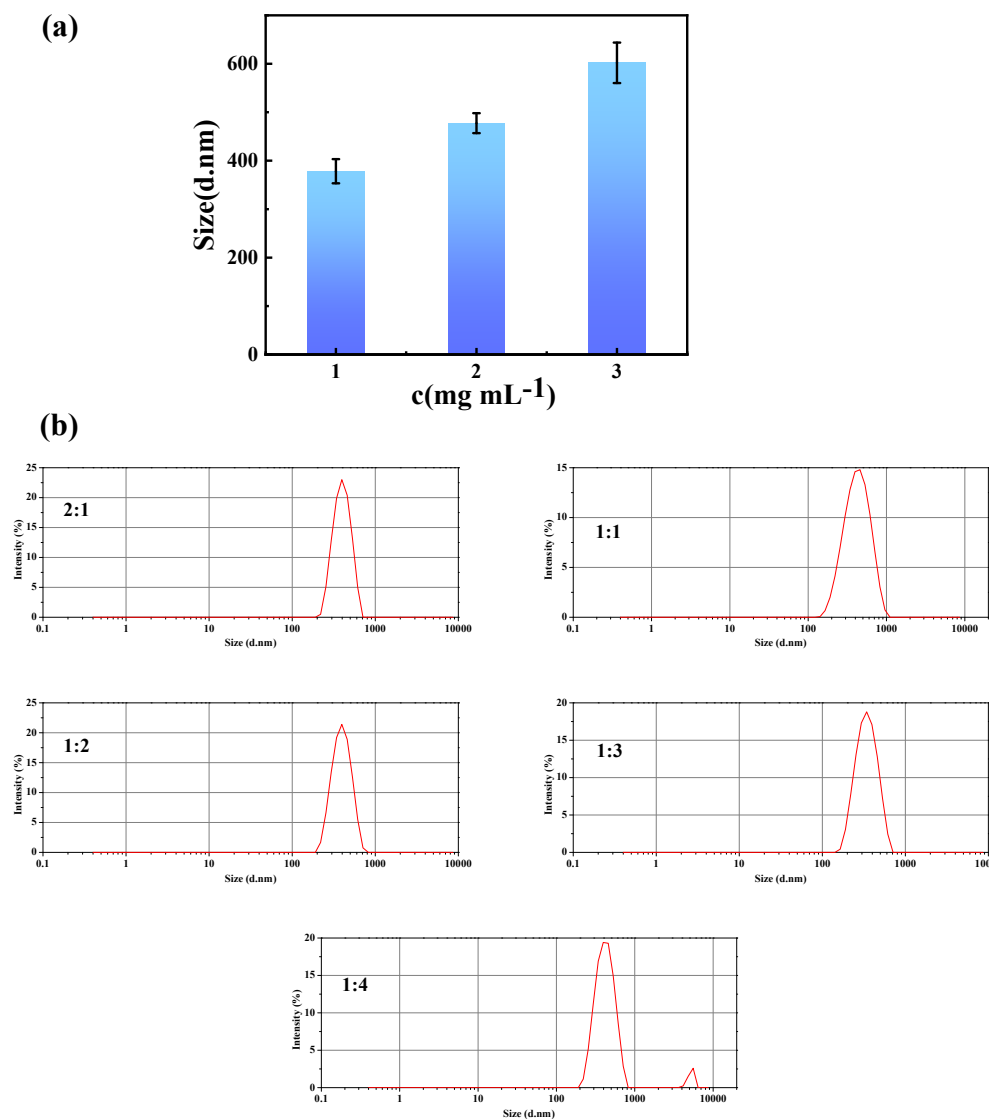 (a)
600
400
200
0
Size(d.nm)
1 2 3
c(mg mL-1)
(b)
25
20
15
10
5
0
Intensity (%)
2:1
0.1 1 10 100 1000 10000
Size (d.nm)
15
10
5
0
Intensity (%)
1:1
0.1 1 10 100 1000 10000
Size (d.nm)
25
20
15
10
5
0
Intensity (%)
1:2
0.1 1 10 100 1000 10000
Size (d.nm)
20
15
10
5
0
Intensity (%)
1:3
0.1 1 10 100 1000 1000
Size (d.nm)
20
15
10
5
0
Intensity (%)
1:4
0.1 1 10 100 1000 10000
Size (d.nm)